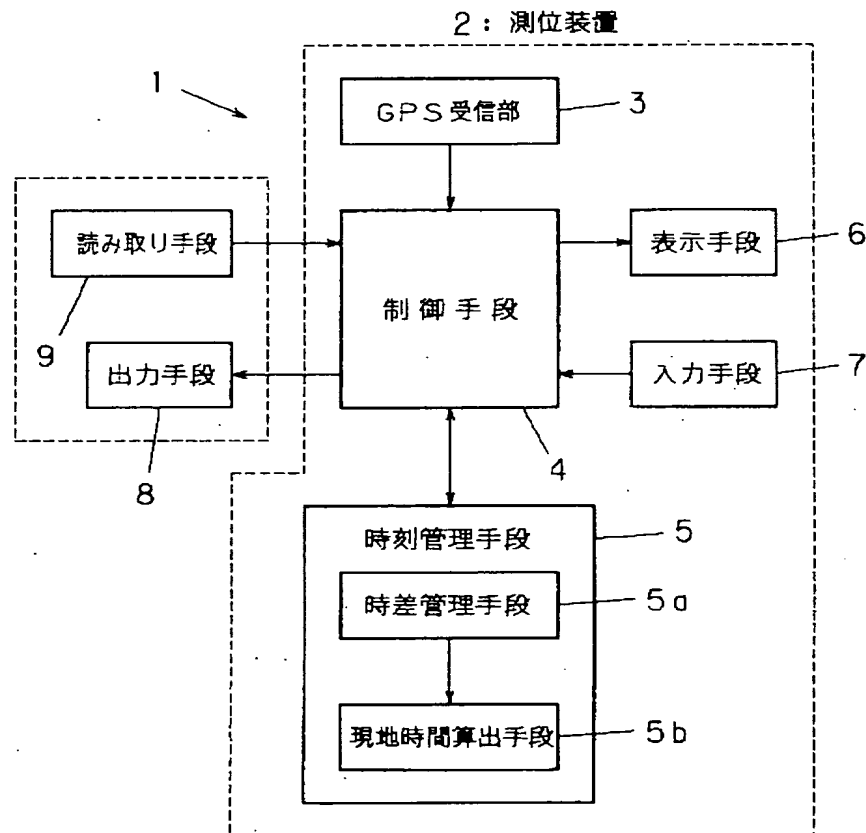 2:測位装置
1
GPS受信部
3
読み取り手段
9
制御手段
4
表示手段
6
出力手段
8
入力手段
7
時刻管理手段
5
時差管理手段
5a
現地時間算出手段
5b